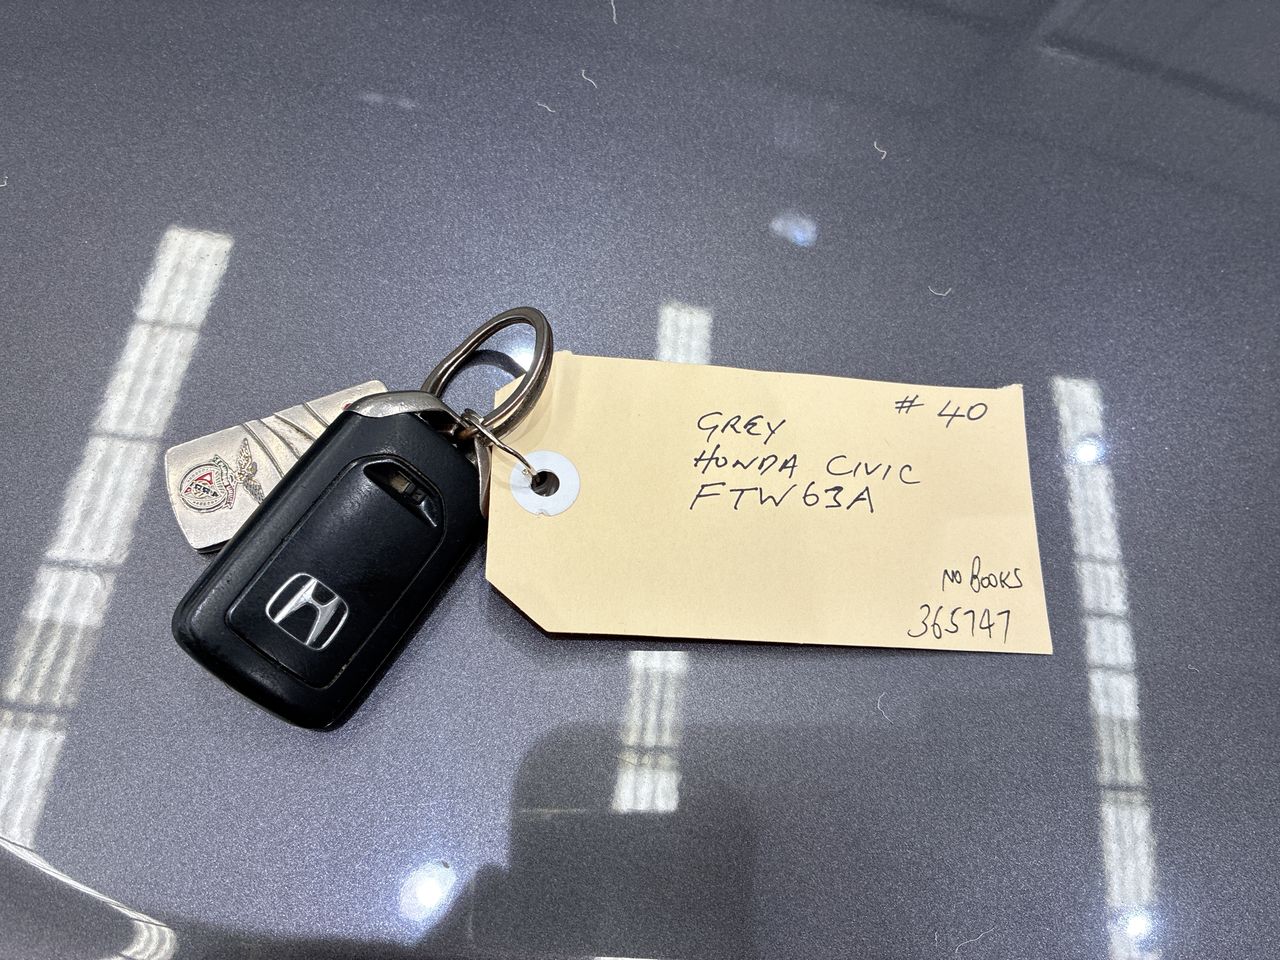 # 40
GREY
HONDA CIVIC
FTW63A
NO BOOKS
365747